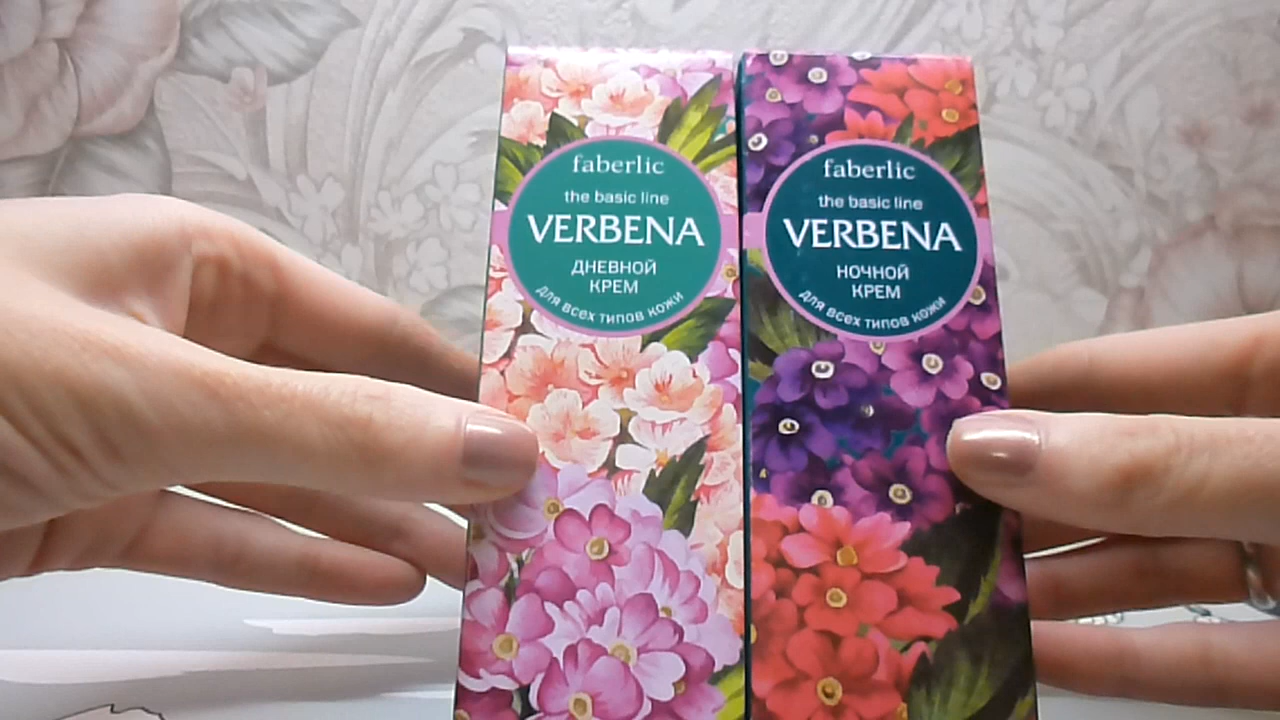 faberlic
the basic line
VERBENA
ДНЕВНОЙ
КРЕМ
ДЛЯ ВСЕХ ТИПОВ КОЖИ
faberlic
the basic line
VERBENA
НОЧНОЙ
КРЕМ
ДЛЯ ВСЕХ ТИПОВ КОЖИ